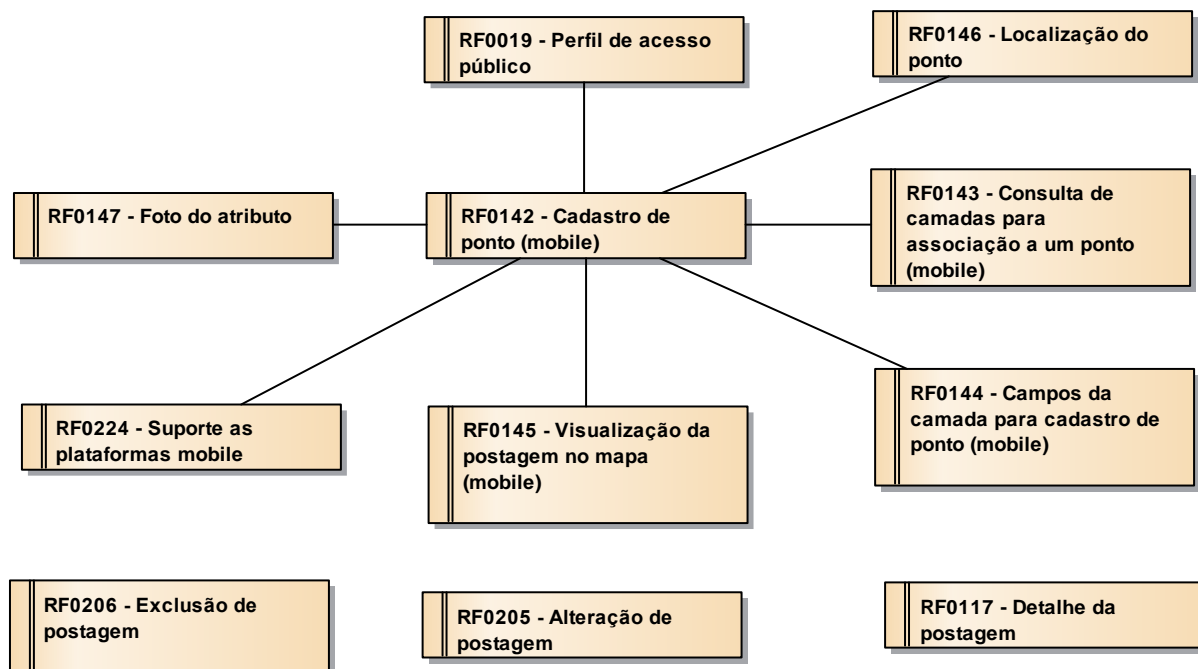 RF0019 - Perfil de acesso
público
RF0146 - Localização do
ponto
RF0147 - Foto do atributo
RF0142 - Cadastro de
ponto (mobile)
RF0143 - Consulta de
camadas para
associação a um ponto
(mobile)
RF0224 - Suporte as
plataformas mobile
RF0145 - Visualização da
postagem no mapa
(mobile)
RF0144 - Campos da
camada para cadastro de
ponto (mobile)
RF0206 - Exclusão de
postagem
RF0205 - Alteração de
postagem
RF0117 - Detalhe da
postagem